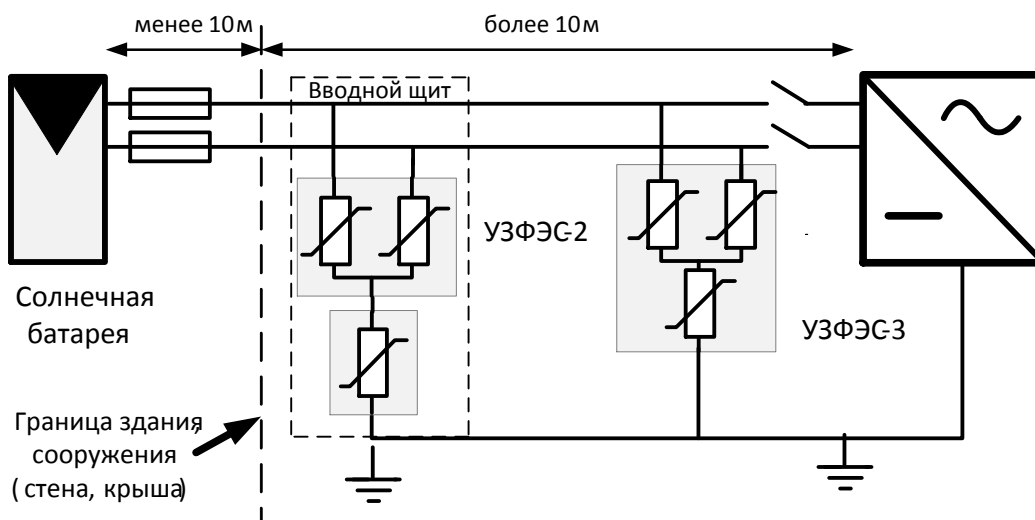 менее 10м
более 10м
Вводной щит
УЗФЭС-2
УЗФЭС-3
Солнечная
батарея
Граница здания,
сооружения
( стена, крыша)